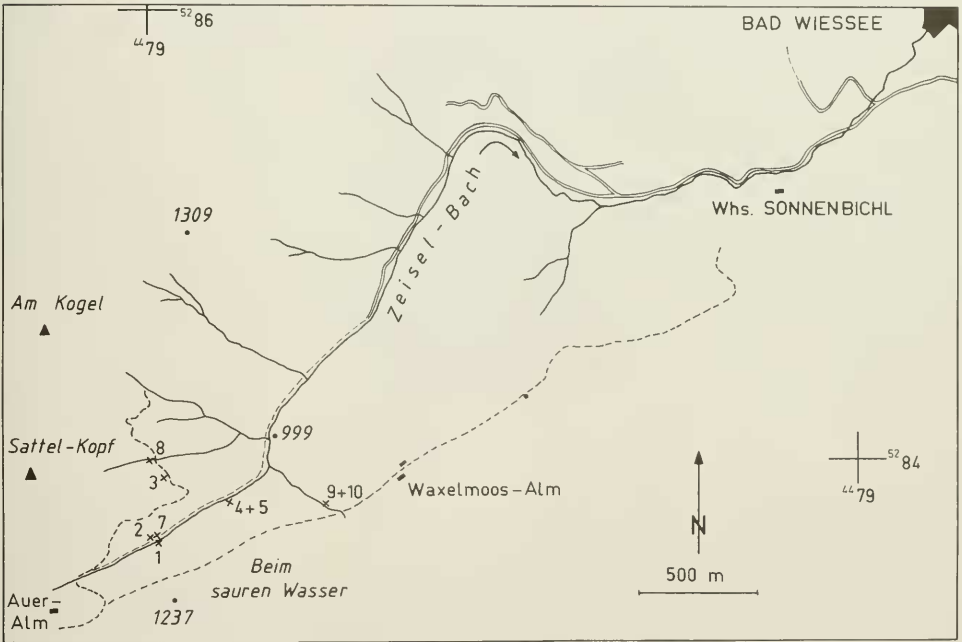 52 86
44 79
BAD WIESSEE
Zeisel-Bach
Whs. SONNENBICHL
1309
Am Kogel
Sattel-Kopf
999
8
3
4+5
9+10
Waxelmoos-Alm
52 84
44 79
2
7
1
N
500 m
Beim
sauren Wasser
Auer-
Alm
1237